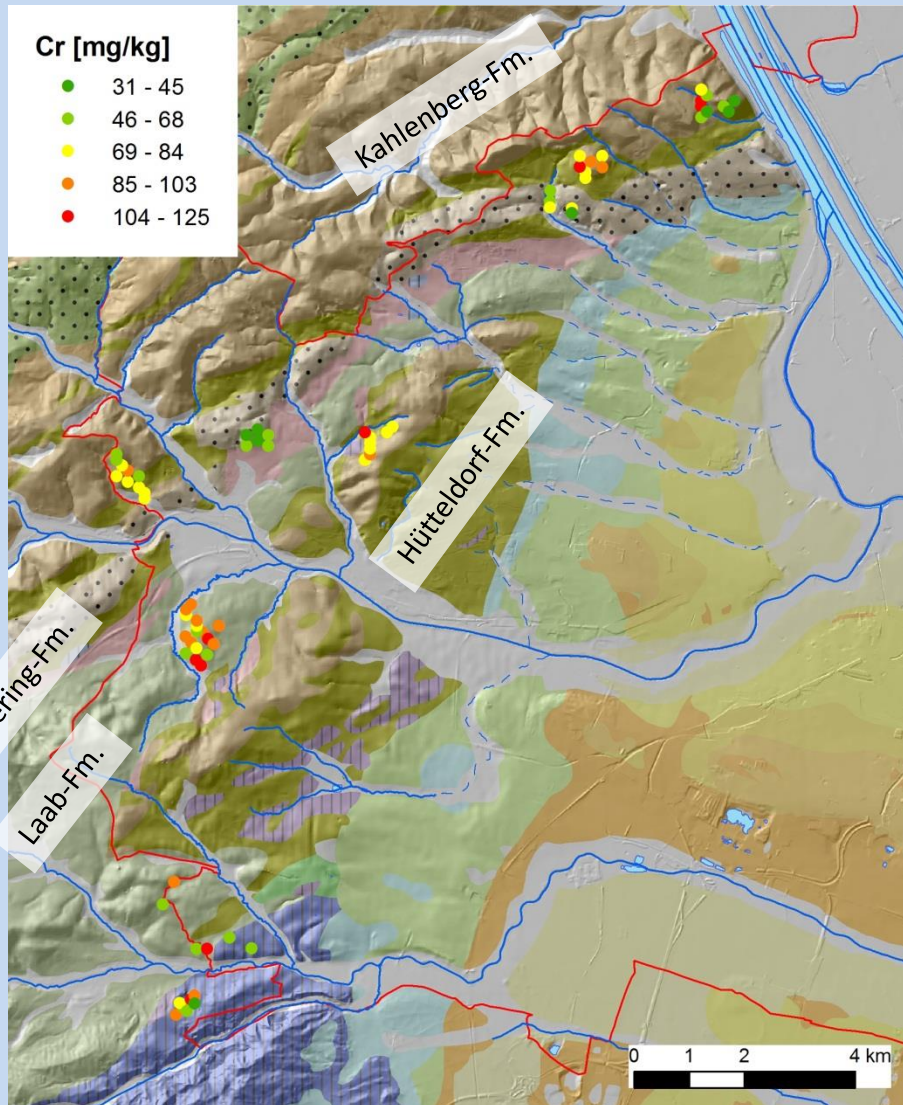 Cr [mg/kg]
31 - 45
46 - 68
69 - 84
85 - 103
104 - 125
Kahlenberg-Fm.
Hütteldorf-Fm.
ering-Fm.
Laab-Fm.
0 1 2 4 km